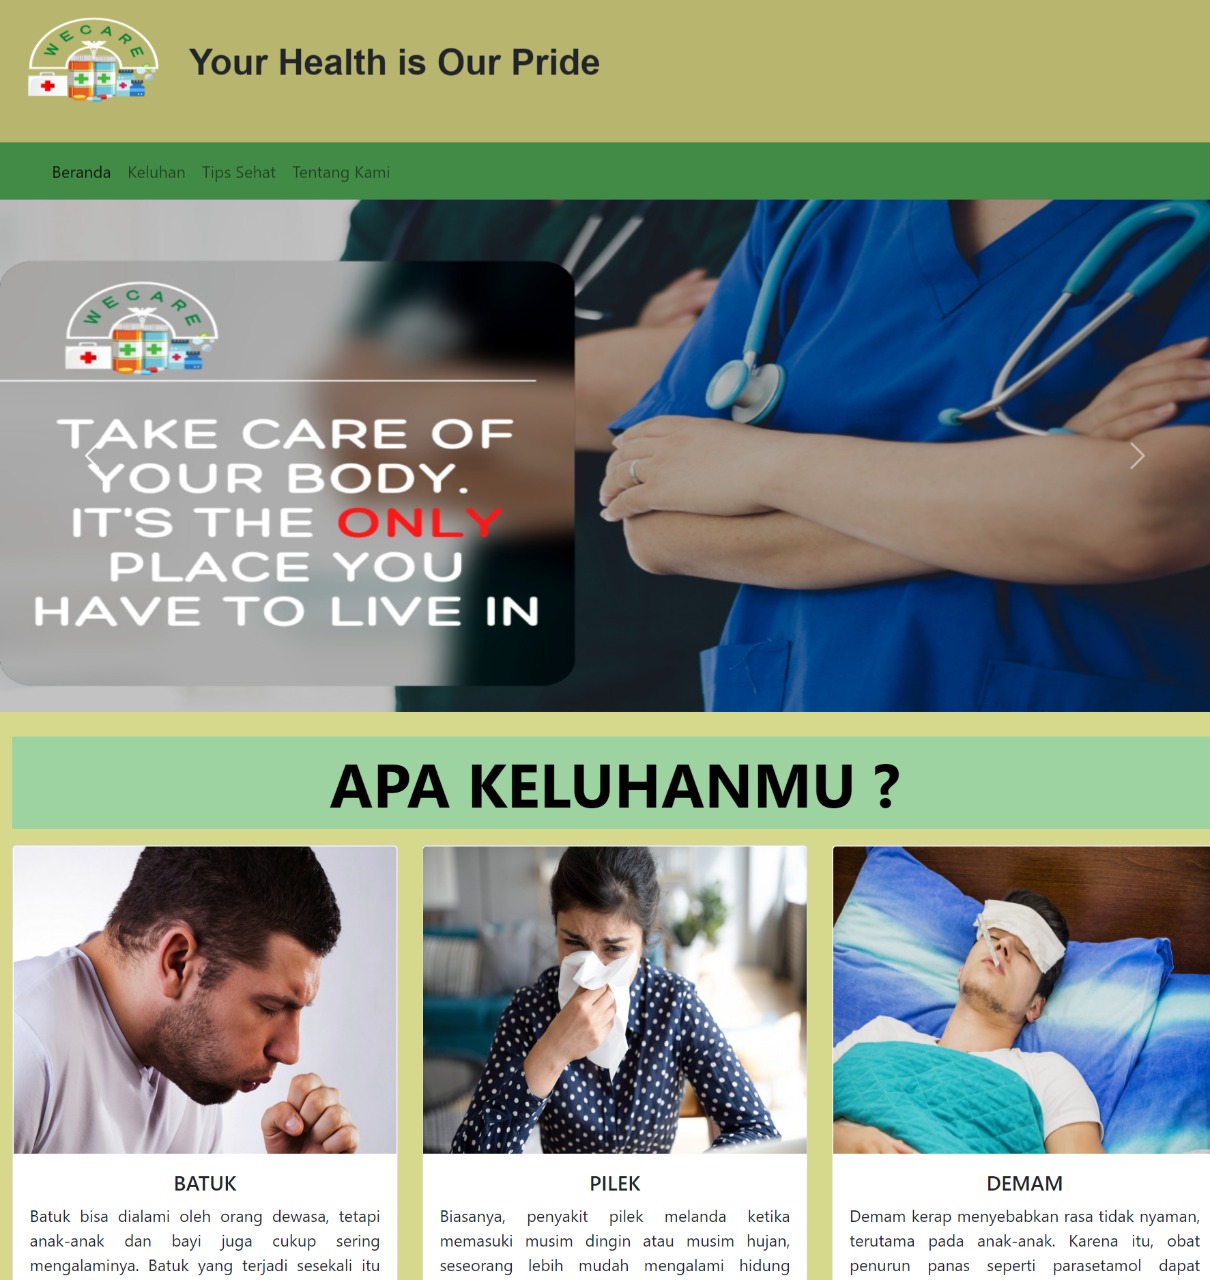 WECARE
Your Health is Our Pride
Beranda Keluhan Tips Sehat Tentang Kami
WECARE
TAKE CARE OF
YOUR BODY.
IT'S THE ONLY
PLACE YOU
HAVE TO LIVE IN
APA KELUHANMU ?
BATUK
Batuk bisa dialami oleh orang dewasa, tetapi
anak-anak dan bayi juga cukup sering
mengalaminya. Batuk yang terjadi sesekali itu
PILEK
Biasanya, penyakit pilek melanda ketika
memasuki musim dingin atau musim hujan,
seseorang lebih mudah mengalami hidung
DEMAM
Demam kerap menyebabkan rasa tidak nyaman,
terutama pada anak-anak. Karena itu, obat
penurun panas seperti parasetamol dapat